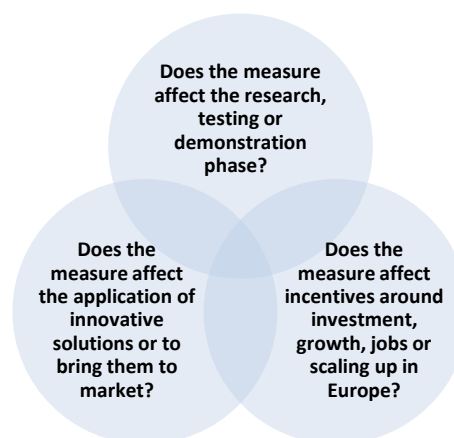 Does the measure
affect the research,
testing or
demonstration
phase?
Does the
measure affect
the application of
innovative
solutions or to
bring them to
market?
Does the
measure affect
incentives around
investment,
growth, jobs or
scaling up in
Europe?